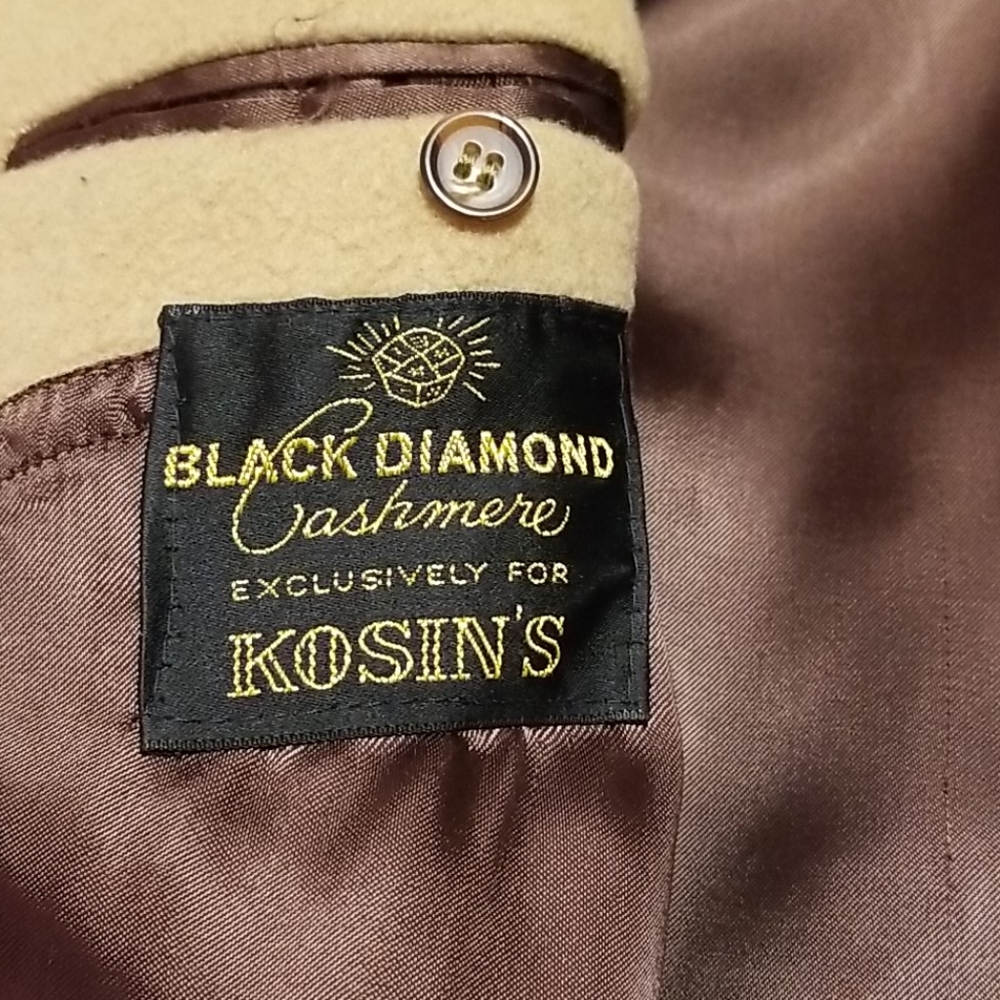 BLACK DIAMOND
Cashmere
EXCLUSIVELY FOR
KOSIN'S